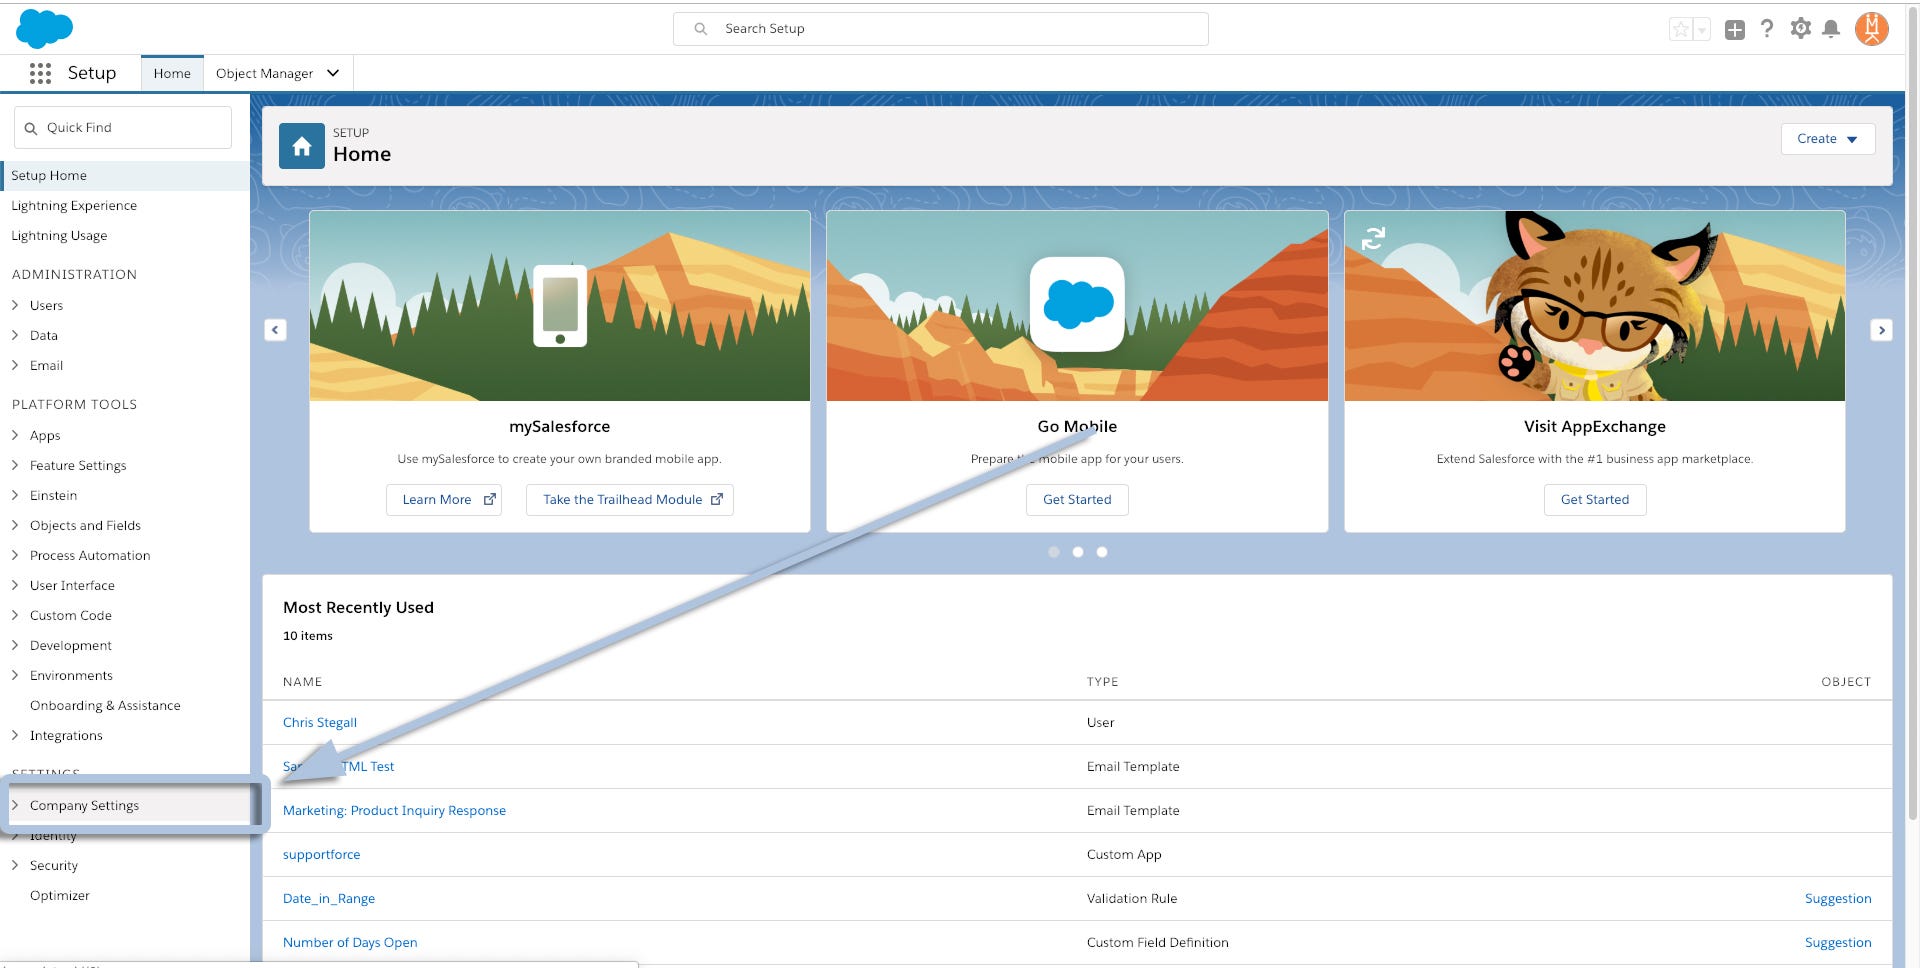 Search Setup
Setup
Home
Object Manager
Quick Find
Setup Home
Lightning Experience
Lightning Usage
ADMINISTRATION
Users
Data
Email
PLATFORM TOOLS
Apps
Feature Settings
Einstein
Objects and Fields
Process Automation
User Interface
Custom Code
Development
Environments
Onboarding & Assistance
Integrations
SETTINGS
Company Settings
Identity
Security
Optimizer
SETUP
Home
Create
mySalesforce
Use mySalesforce to create your own branded mobile app.
Learn More
Take the Trailhead Module
Go Mobile
Prepare the mobile app for your users.
Get Started
Visit AppExchange
Extend Salesforce with the #1 business app marketplace.
Get Started
Most Recently Used
10 items
NAME TYPE OBJECT
Chris Stegall User
Test Email Template
Marketing: Product Inquiry Response Email Template
supportforce Custom App
Date_in_Range Validation Rule Suggestion
Number of Days Open Custom Field Definition Suggestion